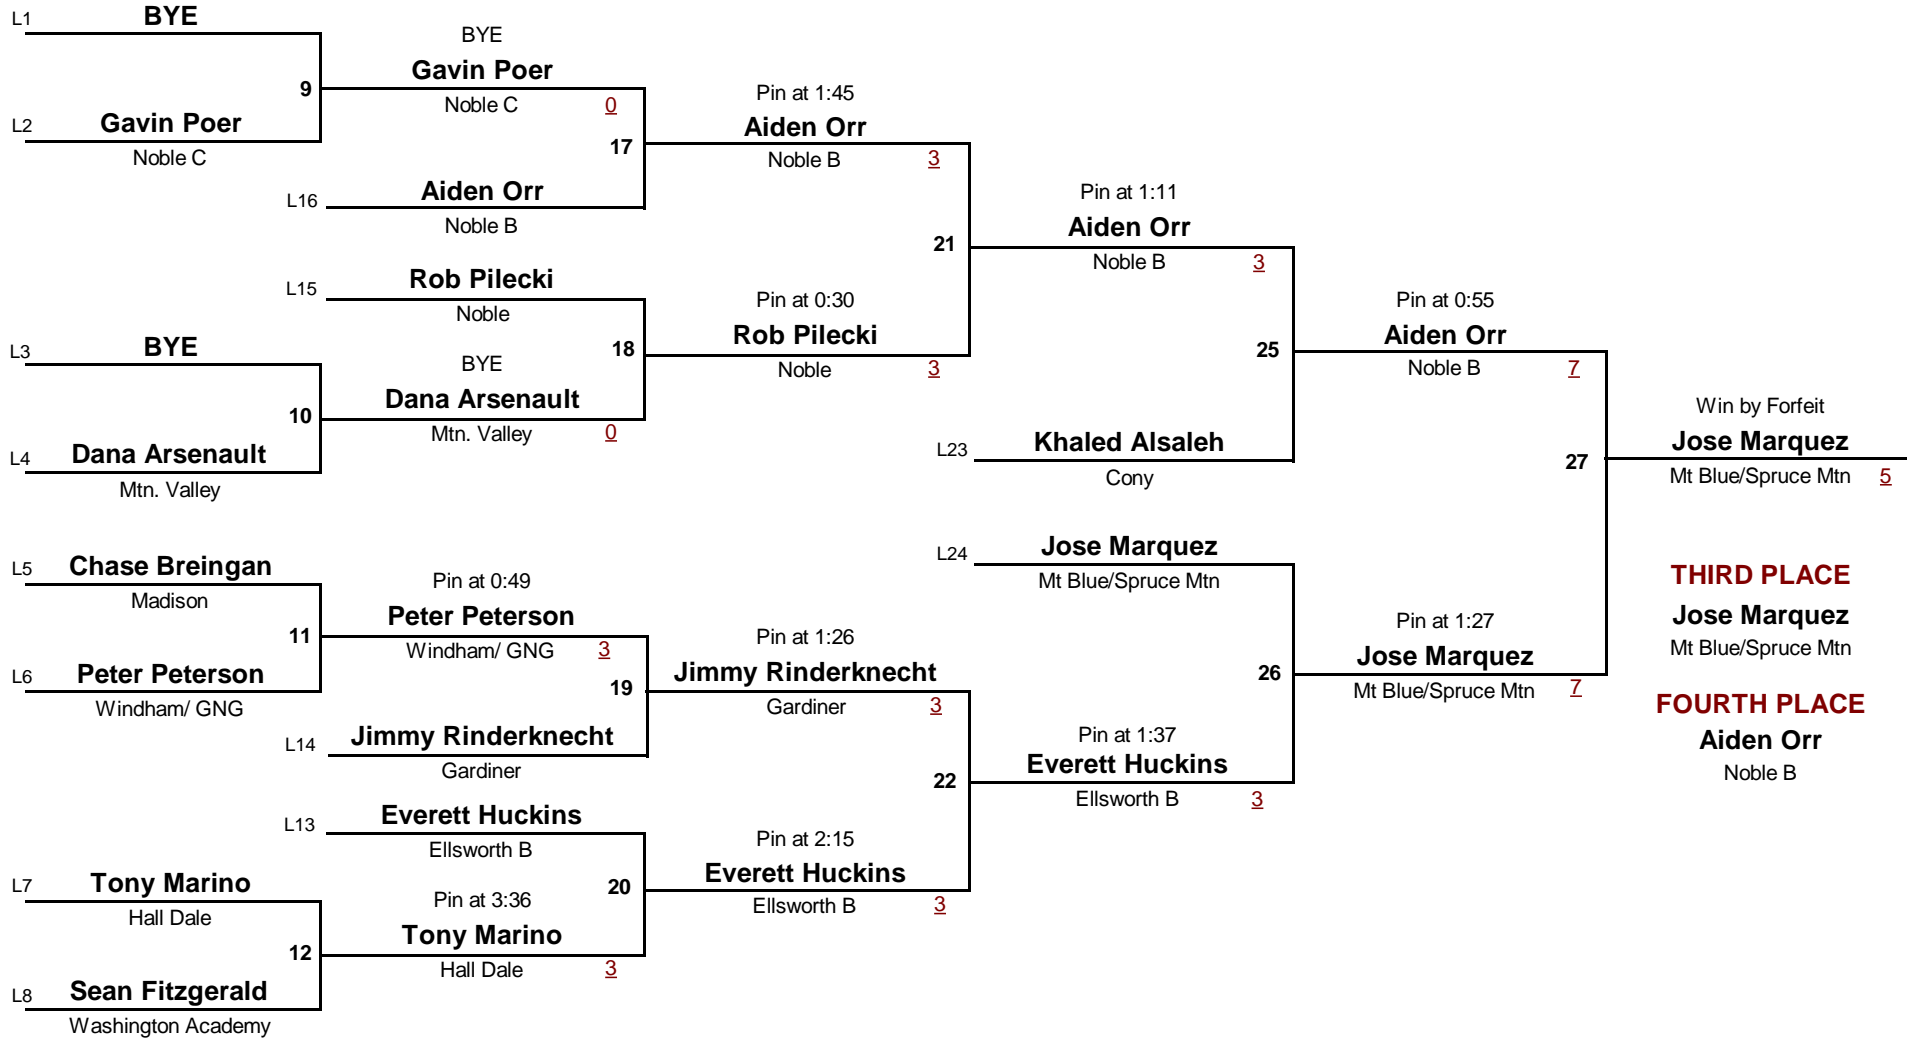 L1 BYE
9
L2 Gavin Poer
Noble C
BYE
Gavin Poer
Noble C 0
17
L16 Aiden Orr
Noble B
Pin at 1:45
Aiden Orr
Noble B 3
21
L15 Rob Pilecki
Noble
18
L3 BYE
10
L4 Dana Arsenault
Mtn. Valley
BYE
Dana Arsenault
Mtn. Valley 0
Pin at 0:30
Rob Pilecki
Noble 3
Pin at 1:11
Aiden Orr
Noble B 3
25
L23 Khaled Alsaleh
Cony
Pin at 0:55
Aiden Orr
Noble B 7
27
L5 Chase Breingan
Madison
11
L6 Peter Peterson
Windham/ GNG
Pin at 0:49
Peter Peterson
Windham/ GNG 3
19
L14 Jimmy Rinderknecht
Gardiner
Pin at 1:26
Jimmy Rinderknecht
Gardiner 3
22
L13 Everett Huckins
Ellsworth B
20
L7 Tony Marino
Hall Dale
12
L8 Sean Fitzgerald
Washington Academy
Pin at 3:36
Tony Marino
Hall Dale 3
Pin at 2:15
Everett Huckins
Ellsworth B 3
L24 Jose Marquez
Mt Blue/Spruce Mtn
26
Pin at 1:37
Everett Huckins
Ellsworth B 3
Pin at 1:27
Jose Marquez
Mt Blue/Spruce Mtn 7
Win by Forfeit
Jose Marquez
Mt Blue/Spruce Mtn 5
THIRD PLACE
Jose Marquez
Mt Blue/Spruce Mtn
FOURTH PLACE
Aiden Orr
Noble B